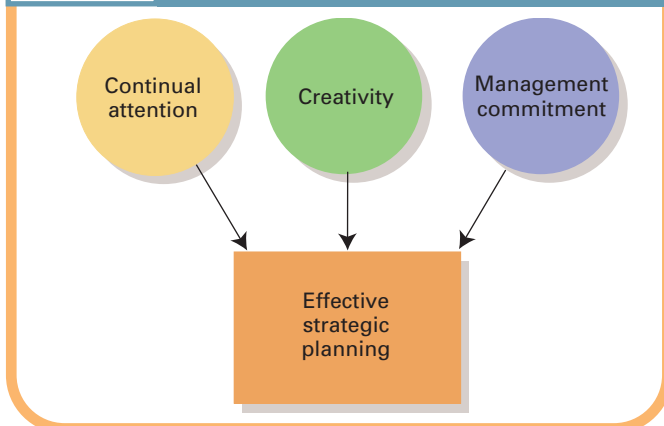 Continual
attention
Creativity
Management
commitment
Effective
strategic
planning